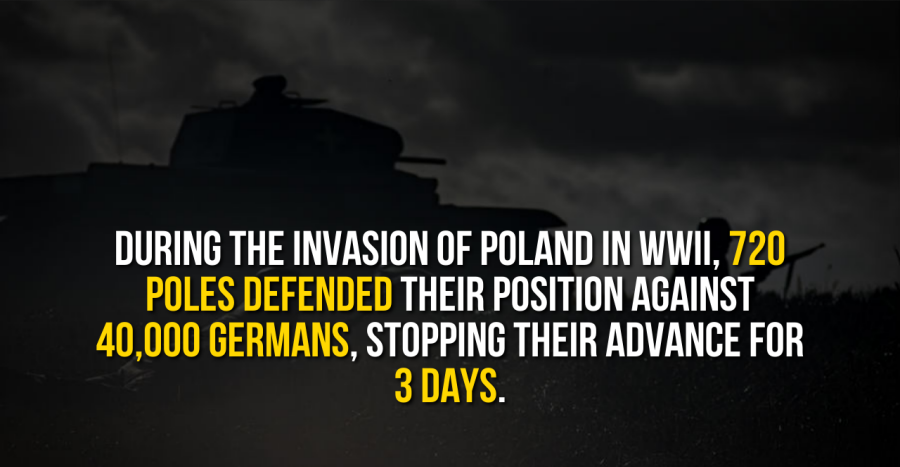 DURING THE INVASION OF POLAND IN WWII, 720
POLES DEFENDED THEIR POSITION AGAINST
40,000 GERMANS, STOPPING THEIR ADVANCE FOR
3 DAYS.